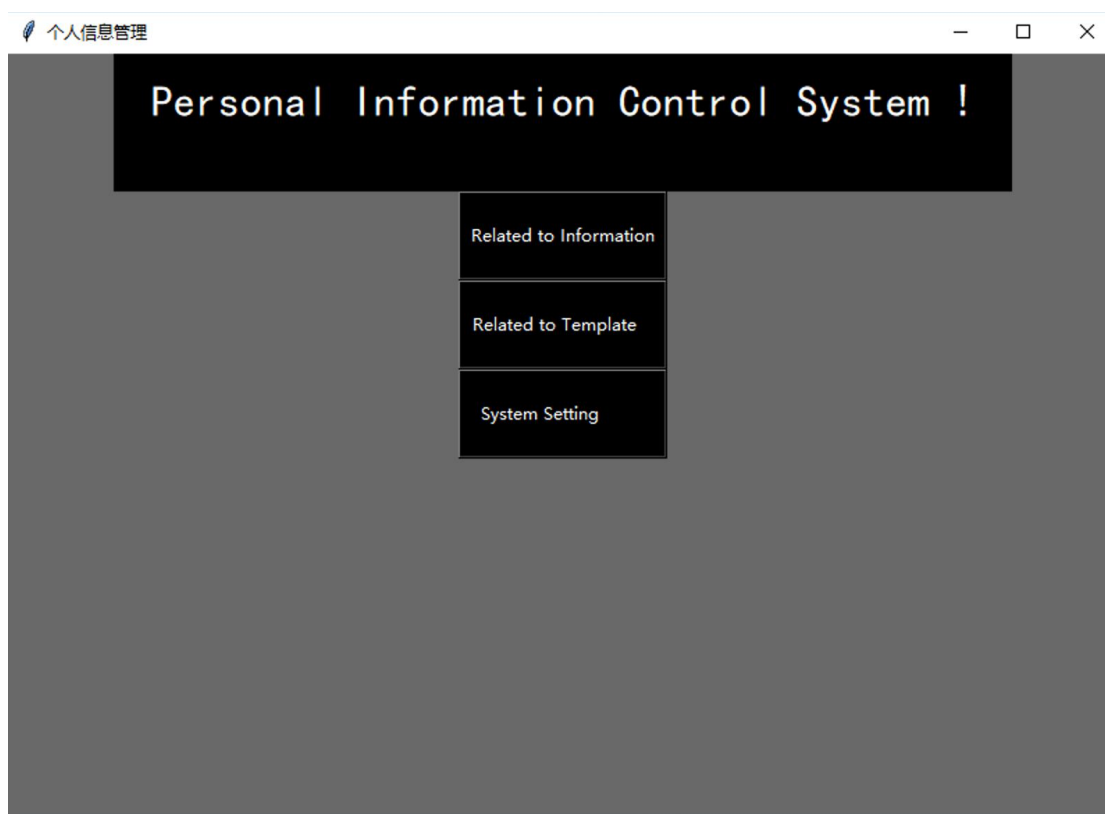 个人信息管理
Personal Information Control System !
Related to Information
Related to Template
System Setting